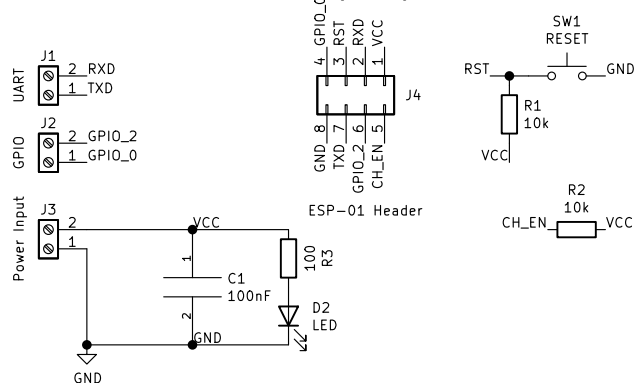 J1
UART
2 RXD
1 TXD
J2
GPIO
2 GPIO_2
1 GPIO_0
J3
Power Input
2
1
VCC
1
C1
100nF
2
GND
GND
100
R3
D2
LED
GPIO_0 RST RXD VCC
4 3 2 1
J4
8 7 6 5
GND TXD GPIO_2 CH_EN
ESP-01 Header
SW1
RESET
RST
GND
R1
10k
VCC
R2
10k
CH_EN
VCC